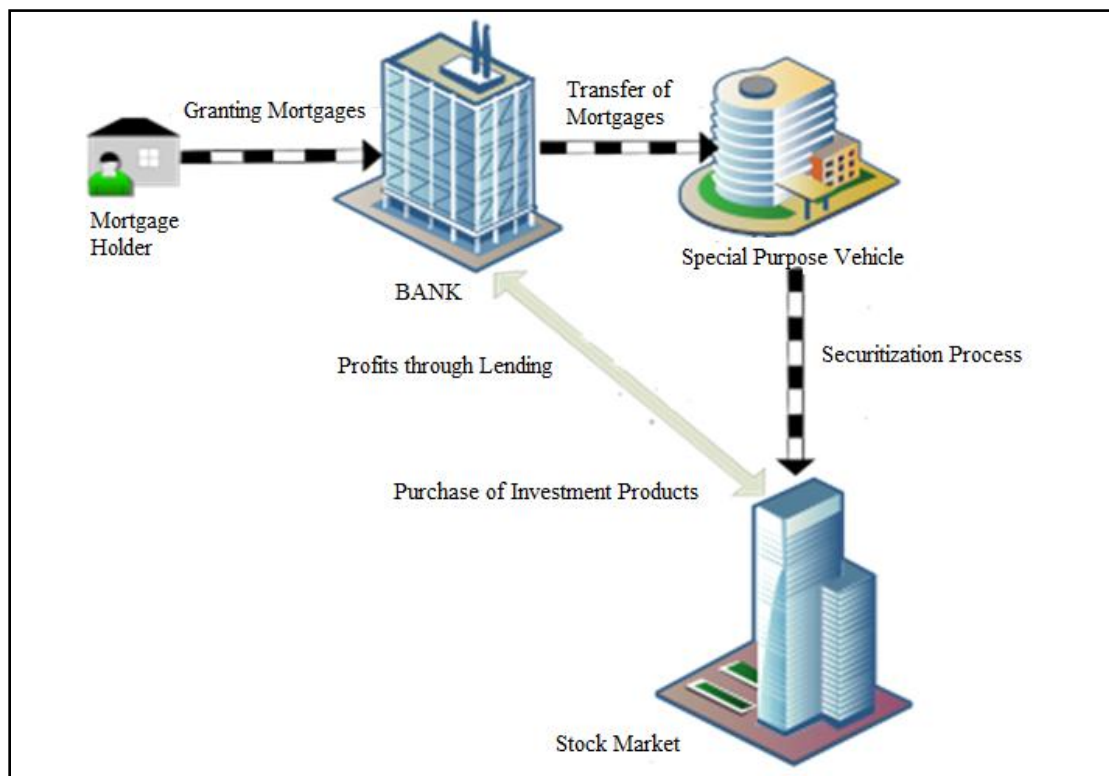 Granting Mortgages
Transfer of
Mortgages
Mortgage
Holder
BANK
Special Purpose Vehicle
Profits through Lending
Securitization Process
Purchase of Investment Products
Stock Market